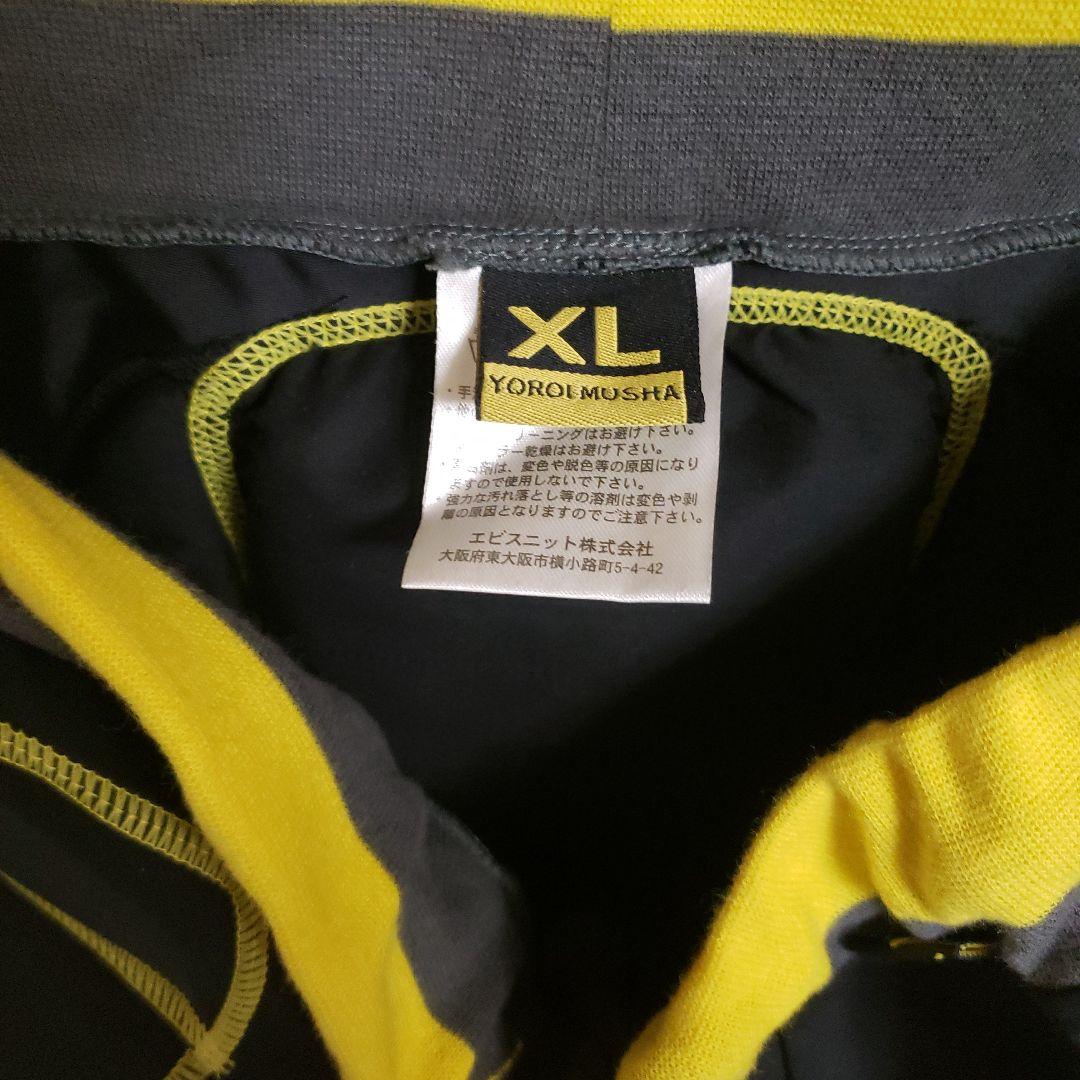 XL
YOROI MUSHA
・手
ーニングはお避け下さい。
ー乾燥はお避け下さい。
剤は、変色や脱色等の原因になり
ますので使用しないで下さい。
・強力な汚れ落とし等の溶剤は変色や剥
離の原因となりますのでご注意下さい。
エビスニット株式会社
大阪府東大阪市横小路町5-4-42